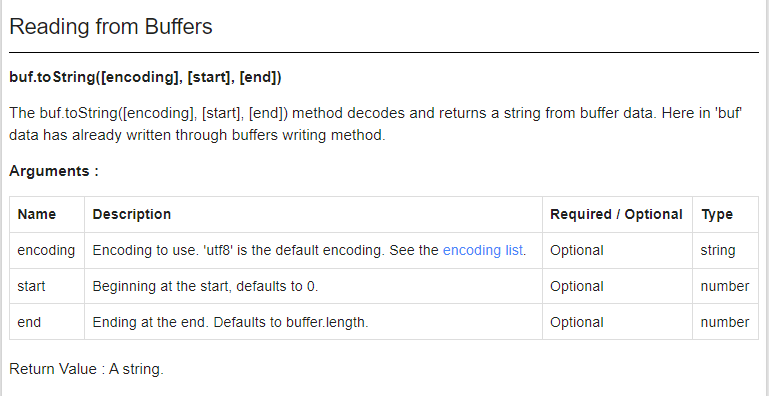 Reading from Buffers
buf.toString([encoding], [start], [end])
The buf.toString([encoding], [start], [end]) method decodes and returns a string from buffer data. Here in 'buf'
data has already written through buffers writing method.
Arguments :
Name Description Required / Optional Type
encoding Encoding to use. 'utf8' is the default encoding. See the encoding list. Optional string
start Beginning at the start, defaults to 0. Optional number
end Ending at the end. Defaults to buffer.length. Optional number
Return Value : A string.